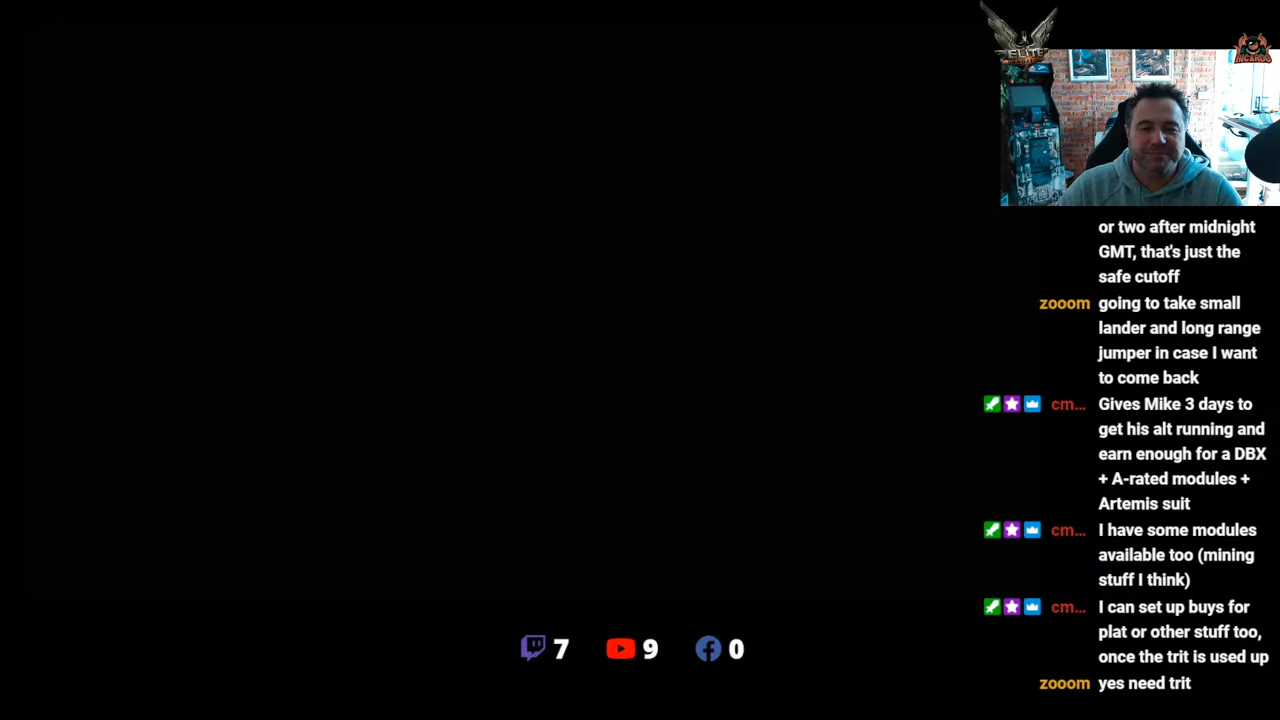 ELITE
or two after midnight
GMT, that's just the
safe cutoff
zooom going to take small
lander and long range
jumper in case I want
to come back
cm... Gives Mike 3 days to
get his alt running and
earn enough for a DBX
+ A-rated modules +
Artemis suit
cm... I have some modules
available too (mining
stuff I think)
cm... I can set up buys for
plat or other stuff too,
once the trit is used up
zooom yes need trit
7 9 0